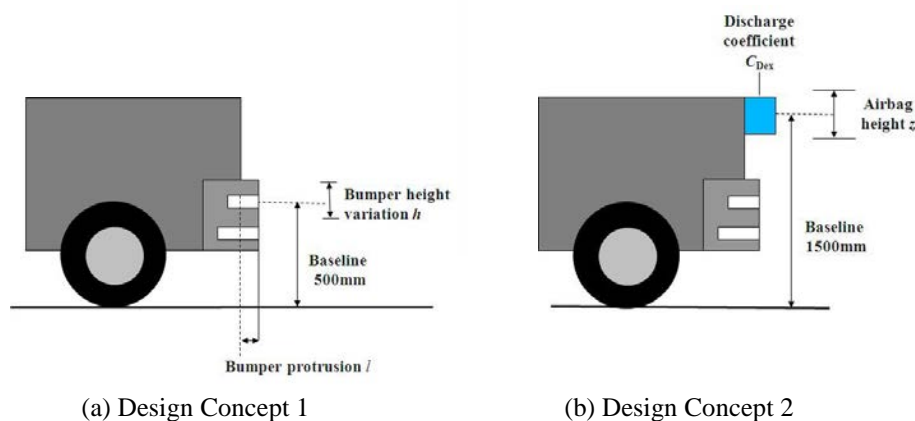 Bumper height
variation h
Baseline
500mm
Bumper protrusion l
(a) Design Concept 1
Discharge
coefficient
C_Dex
Airbag
height z
Baseline
1500mm
(b) Design Concept 2